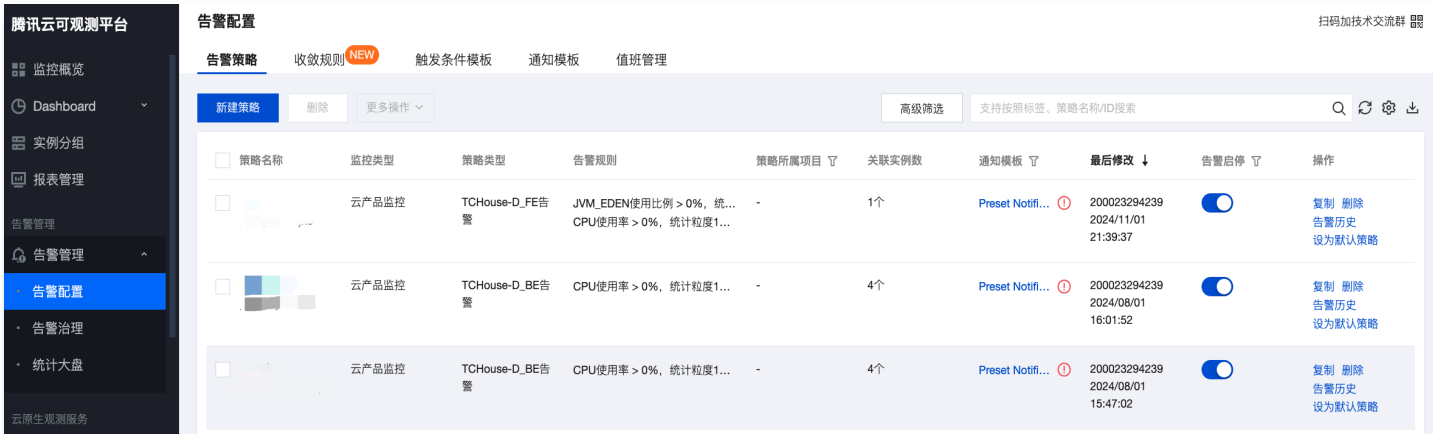 腾讯云可观测平台
监控概览
Dashboard
实例分组
报表管理
告警管理
告警管理
告警配置
告警治理
统计大盘
云原生观测服务
告警配置
扫码加技术交流群
告警策略 收敛规则 NEW 触发条件模板 通知模板 值班管理
新建策略 删除 更多操作 高级筛选 支持按照标签、策略名称/ID搜索
策略名称 监控类型 策略类型 告警规则 策略所属项目 关联实例数 通知模板 最后修改 ↓ 告警启停 操作
云产品监控 TCHouse-D_FE告 JVM_EDEN使用比例 > 0%，统... - 1个 Preset Notifi... 200023294239 复制 删除
警 CPU使用率 > 0%，统计粒度1... 2024/11/01 告警历史
21:39:37 设为默认策略
云产品监控 TCHouse-D_BE告 CPU使用率 > 0%，统计粒度1... - 4个 Preset Notifi... 200023294239 复制 删除
警 2024/08/01 告警历史
16:01:52 设为默认策略
云产品监控 TCHouse-D_BE告 CPU使用率 > 0%，统计粒度1... - 4个 Preset Notifi... 200023294239 复制 删除
警 2024/08/01 告警历史
15:47:02 设为默认策略